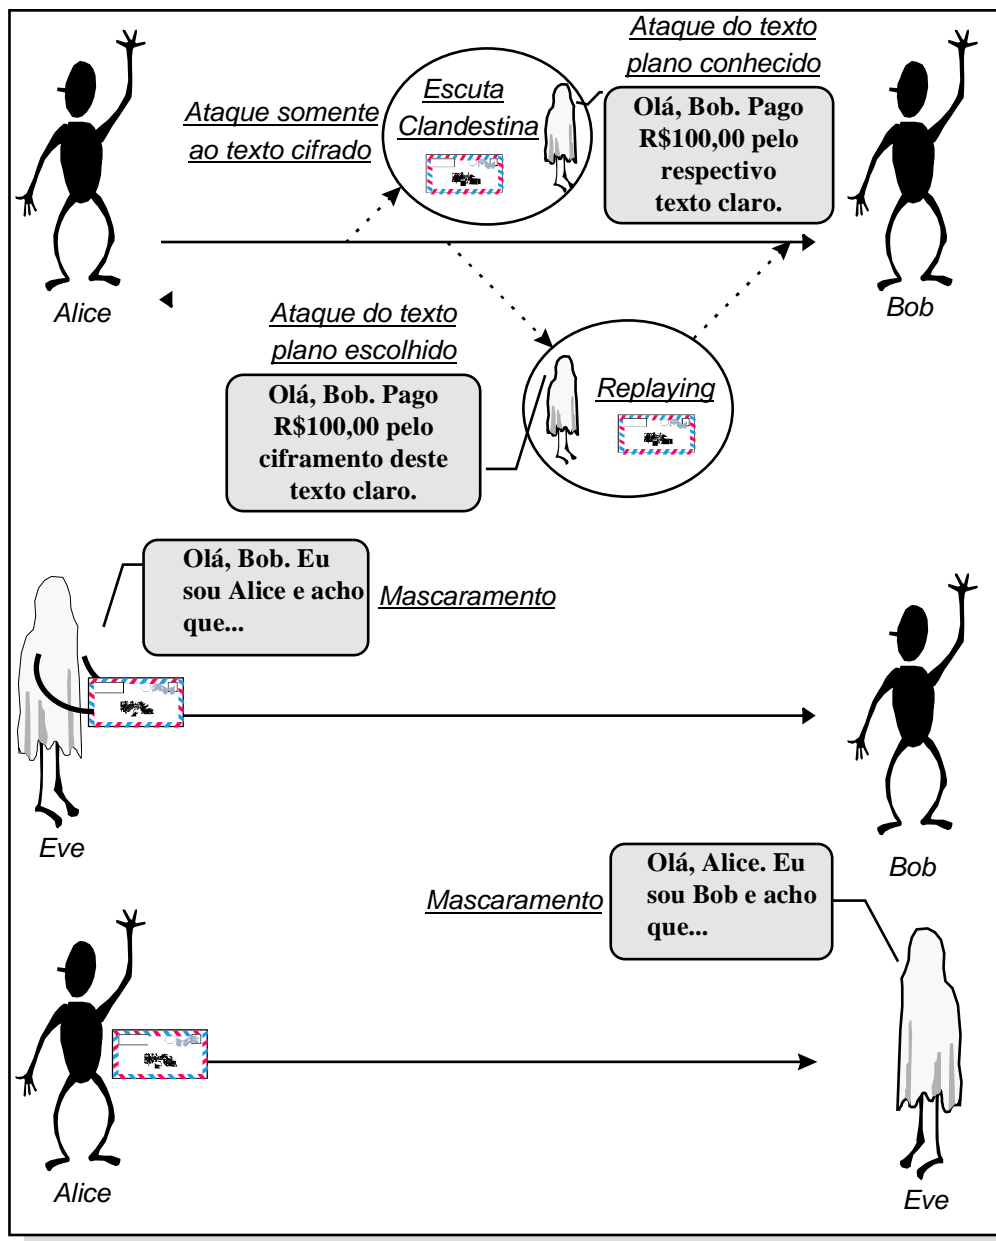 Ataque do texto
plano conhecido
Escuta
Clandestina
Ataque somente
ao texto cifrado
Olá, Bob. Pago
R$100,00 pelo
respectivo
texto claro.
Alice
Bob
Ataque do texto
plano escolhido
Olá, Bob. Pago
R$100,00 pelo
ciframento deste
texto claro.
Replaying
Olá, Bob. Eu
sou Alice e acho
que...
Mascaramento
Eve
Bob
Mascaramento
Olá, Alice. Eu
sou Bob e acho
que...
Alice
Eve